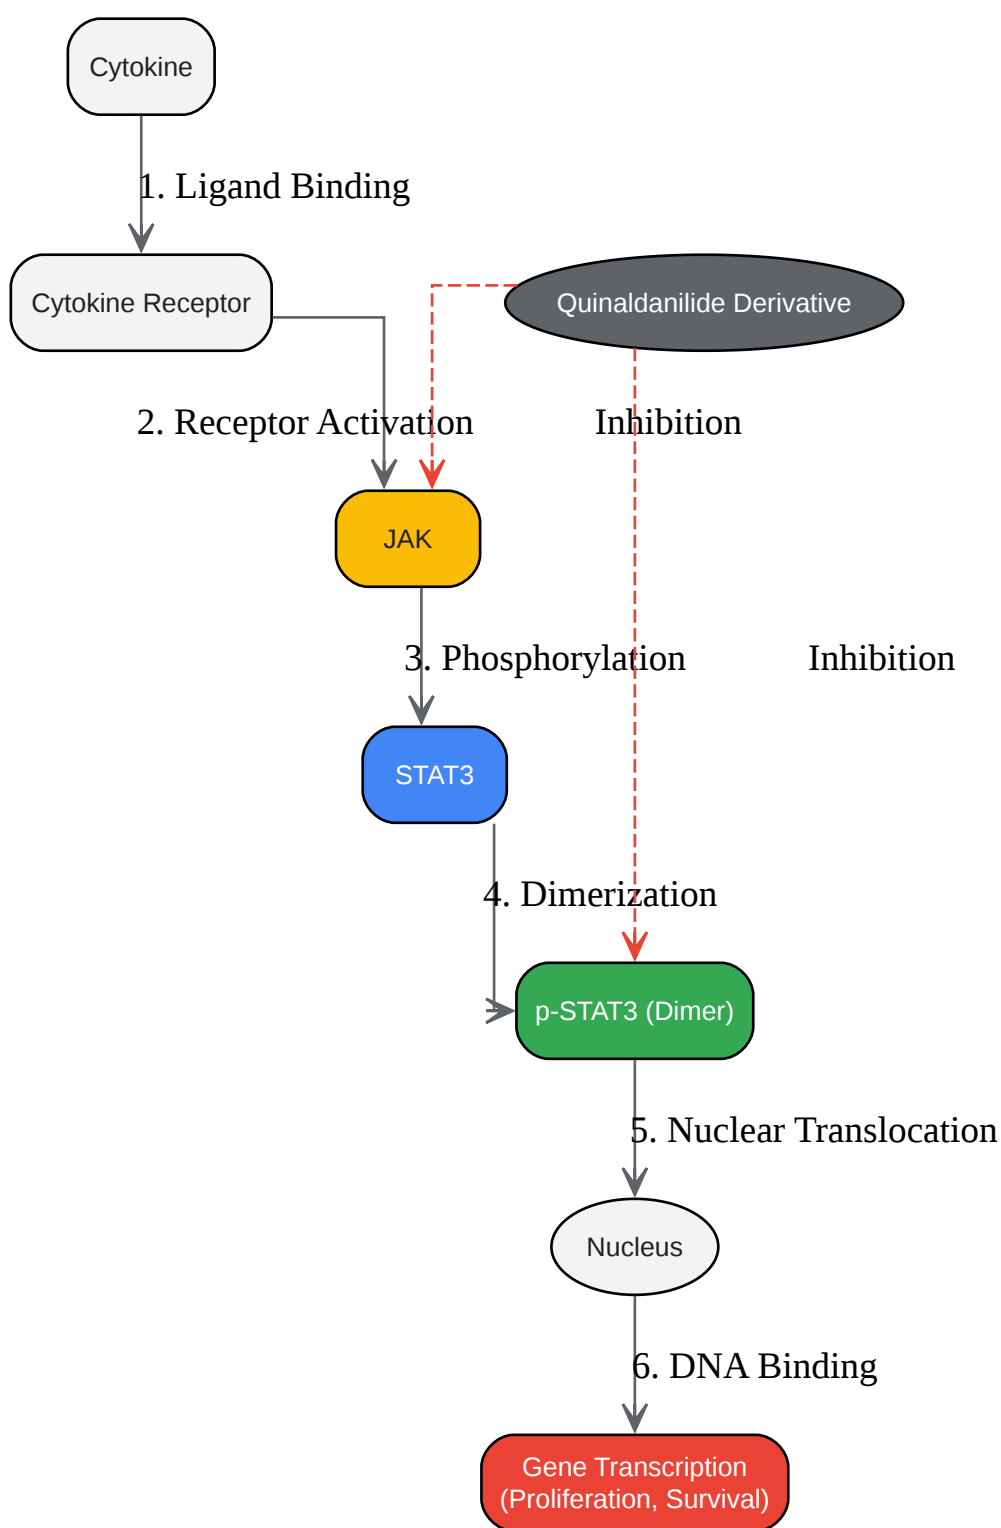 Cytokine
1. Ligand Binding
Cytokine Receptor
Quinaldanilide Derivative
2. Receptor Activation
Inhibition
JAK
3. Phosphorylation
Inhibition
STAT3
4. Dimerization
p-STAT3 (Dimer)
5. Nuclear Translocation
Nucleus
6. DNA Binding
Gene Transcription
(Proliferation, Survival)